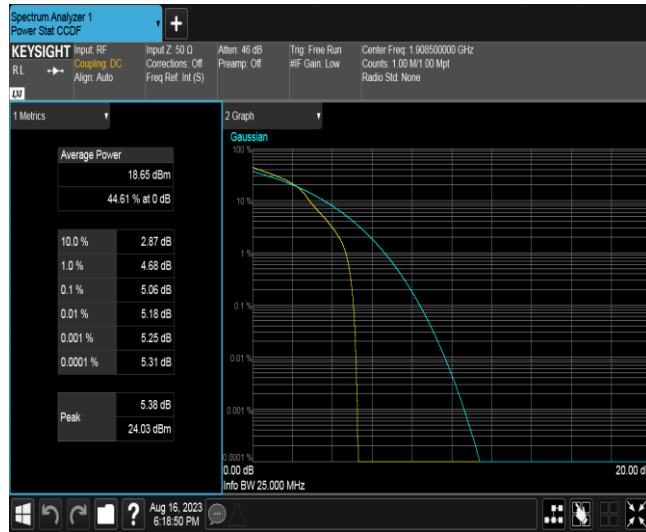 Spectrum Analyzer 1
Power Stat CCDF
+
KEYSIGHT
RL
LXI
Input: RF
Coupling: DC
Align: Auto
Input Z: 50 Ω
Corrections: Off
Freq Ref: Int (S)
Atten: 46 dB
Preamp: Off
Trig: Free Run
#IF Gain: Low
Center Freq: 1.908500000 GHz
Counts: 1.00 M/1.00 Mpt
Radio Std: None
1 Metrics
Average Power
18.65 dBm
44.61 % at 0 dB
10.0 % 2.87 dB
1.0 % 4.68 dB
0.1 % 5.06 dB
0.01 % 5.18 dB
0.001 % 5.25 dB
0.0001 % 5.31 dB
Peak
5.38 dB
24.03 dBm
2 Graph
Gaussian
100 %
10 %
1 %
0.1 %
0.01 %
0.001 %
0.0001 %
0.00 dB
20.00 d
Info BW 25.000 MHz
?
Aug 16, 2023
6:18:50 PM